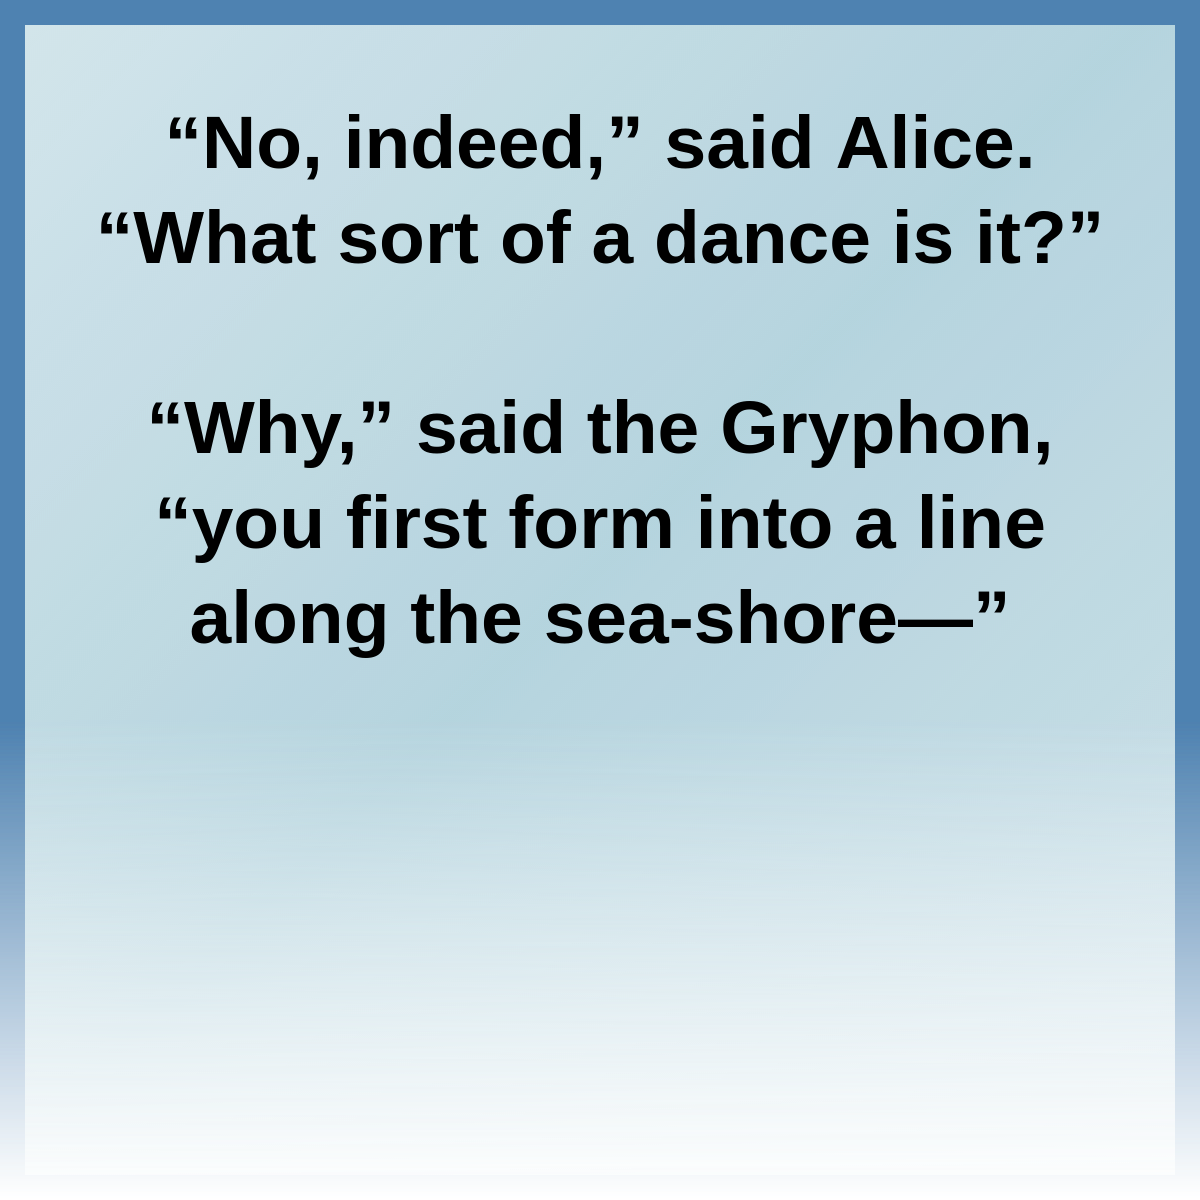 “No, indeed,” said Alice.
“What sort of a dance is it?”
“Why,” said the Gryphon,
“you first form into a line
along the sea-shore—”